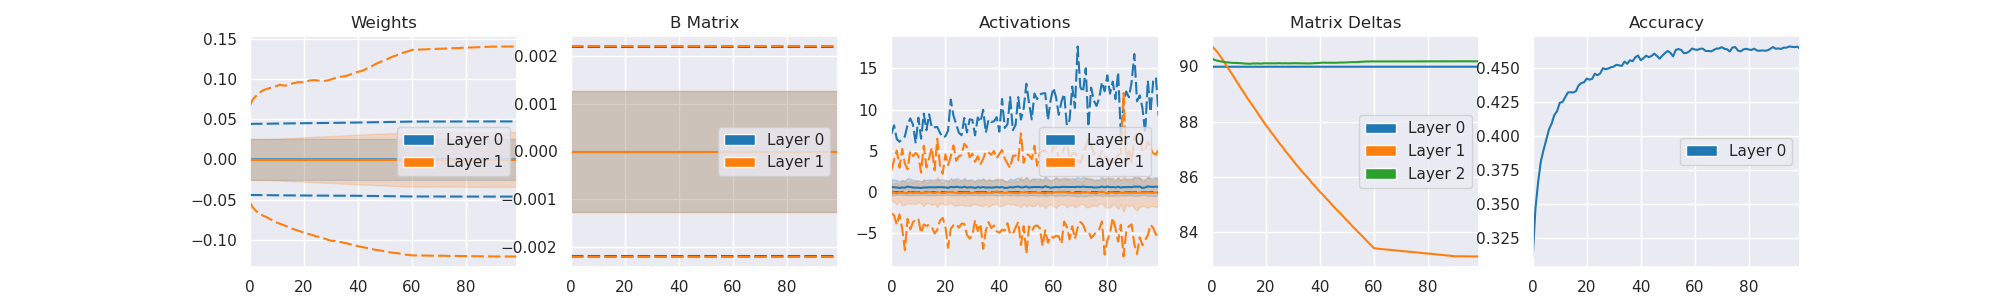 Weights
0.15
0.10
0.05
0.00
−0.05
−0.10
0 20 40 60 80
Layer 0
Layer 1
B Matrix
0.002
0.001
0.000
−0.001
−0.002
0 20 40 60 80
Layer 0
Layer 1
Activations
15
10
5
0
−5
0 20 40 60 80
Layer 0
Layer 1
Matrix Deltas
90
88
86
84
0 20 40 60 80
Layer 0
Layer 1
Layer 2
Accuracy
0.450
0.425
0.400
0.375
0.350
0.325
0 20 40 60 80
Layer 0